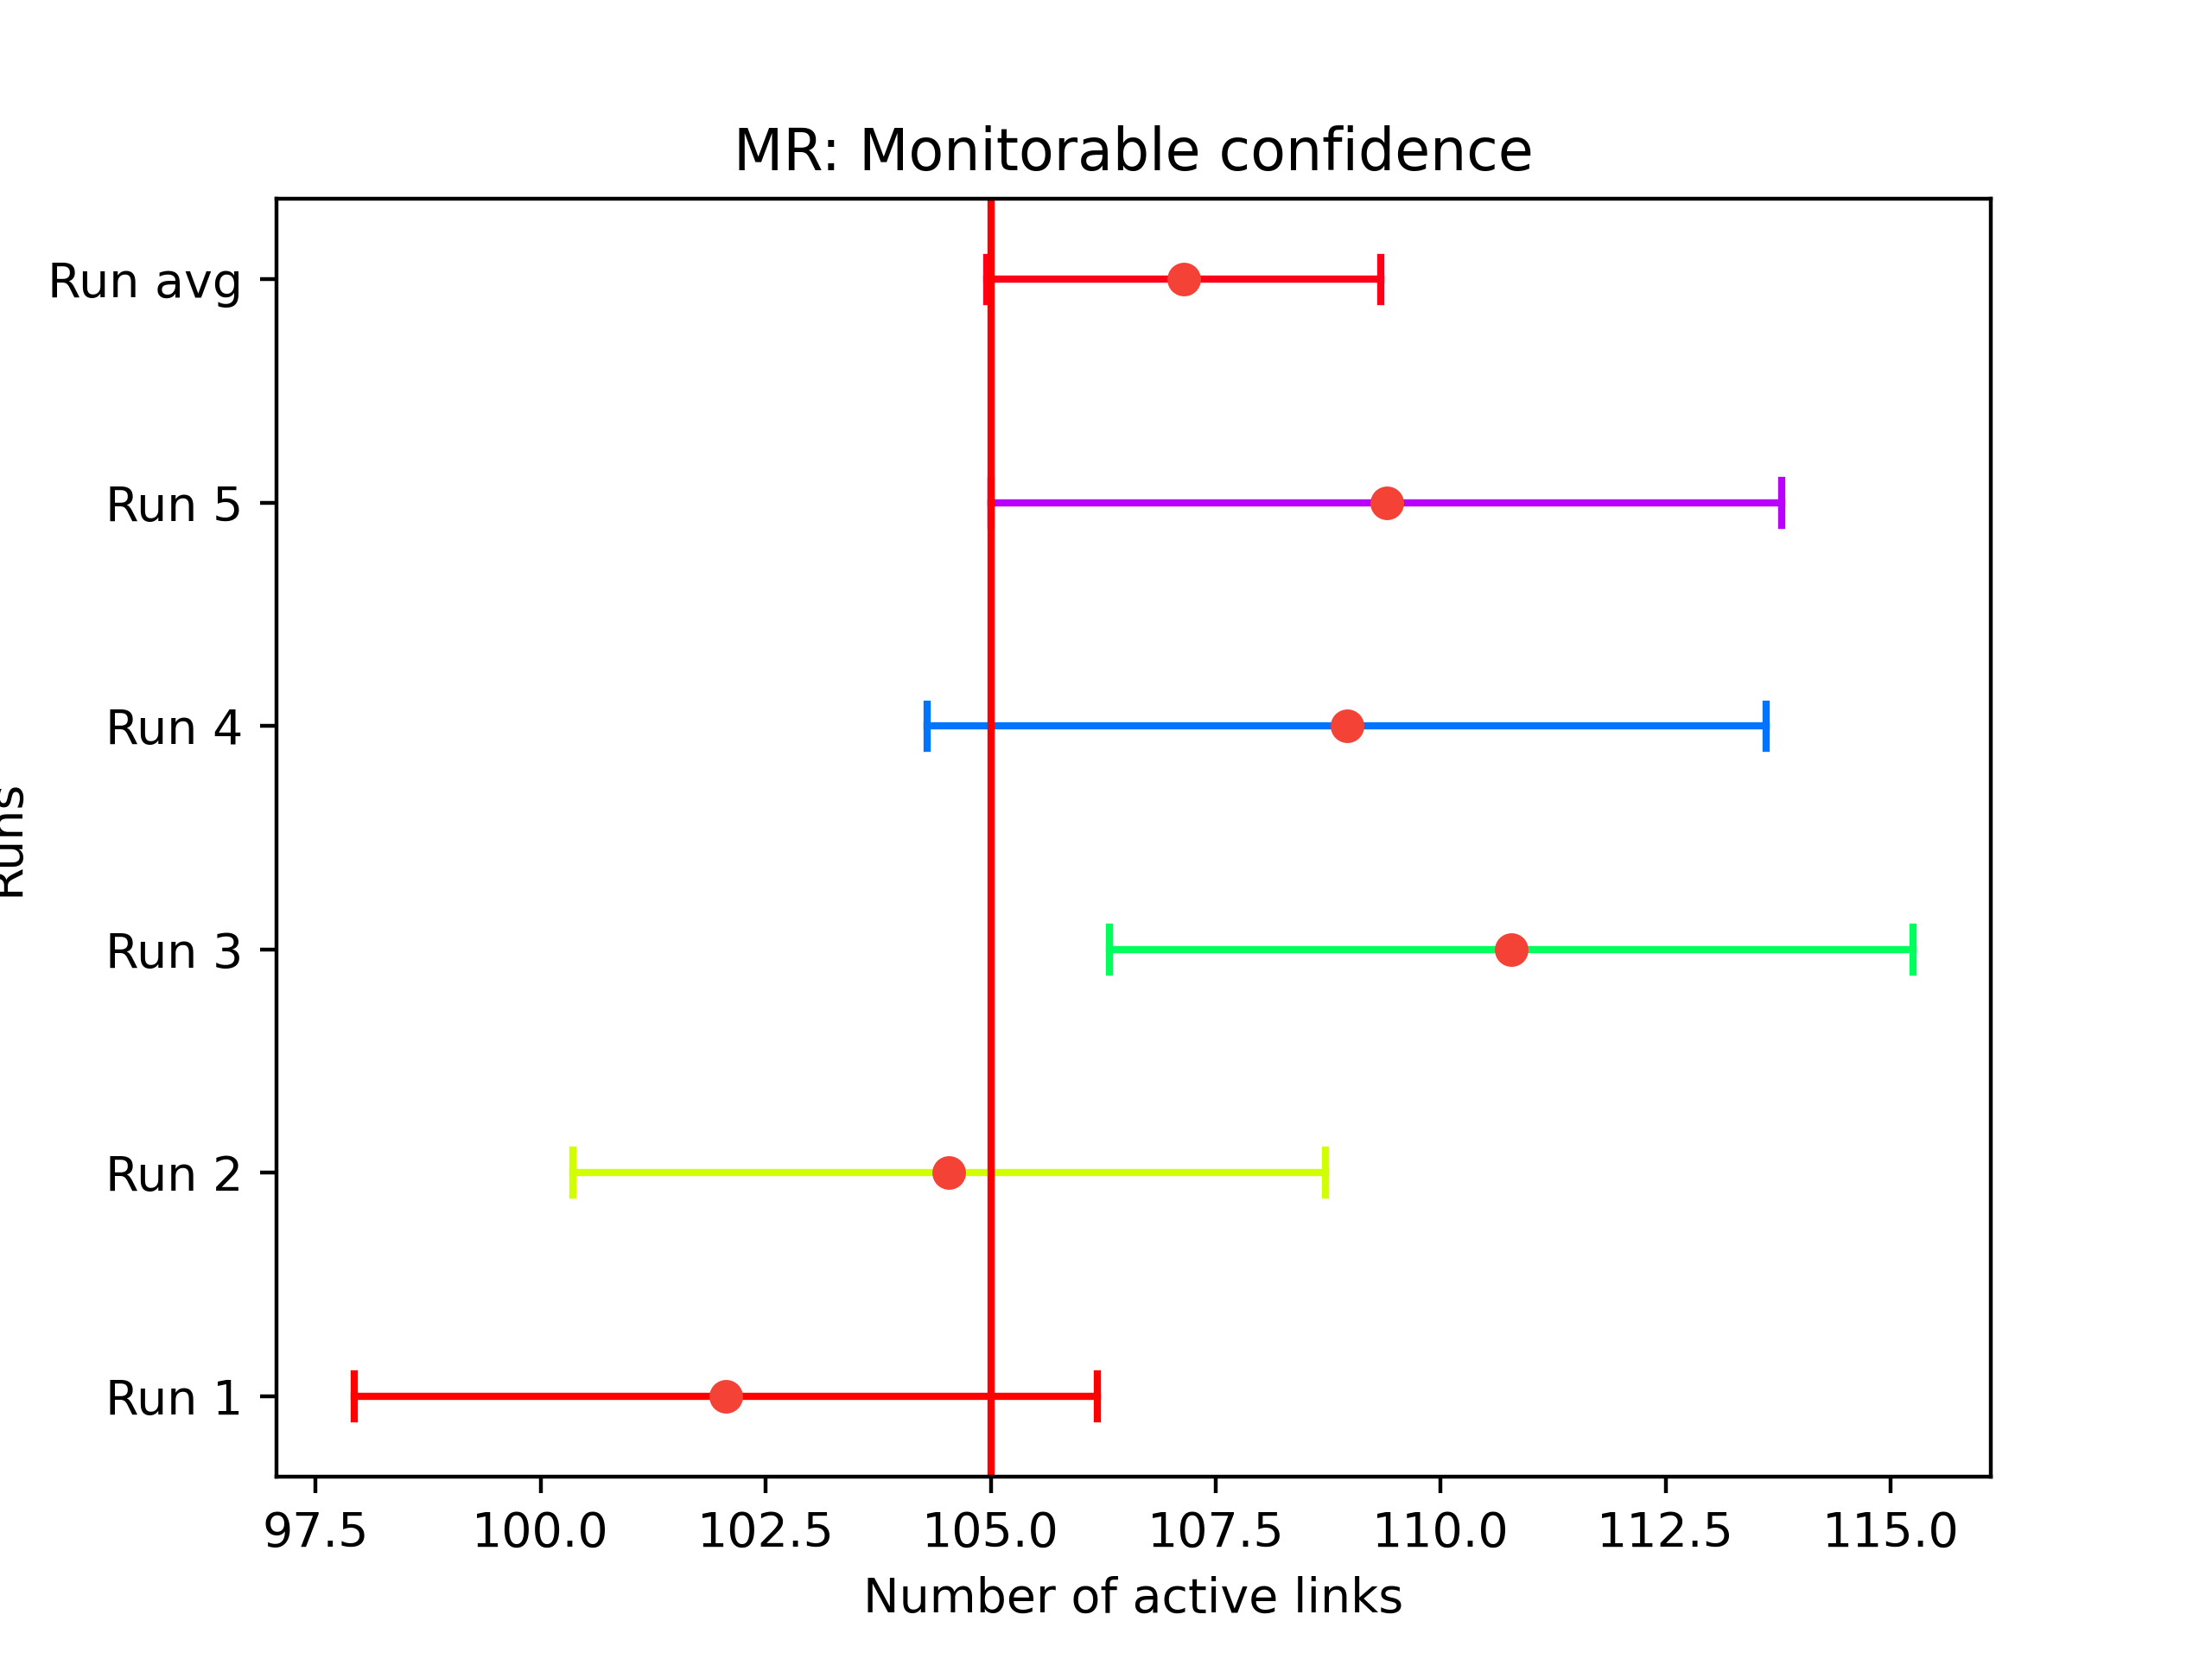 MR: Monitorable confidence
Run avg
Run 5
Run 4
Run 3
Run 2
Run 1
Runs
97.5 100.0 102.5 105.0 107.5 110.0 112.5 115.0
Number of active links